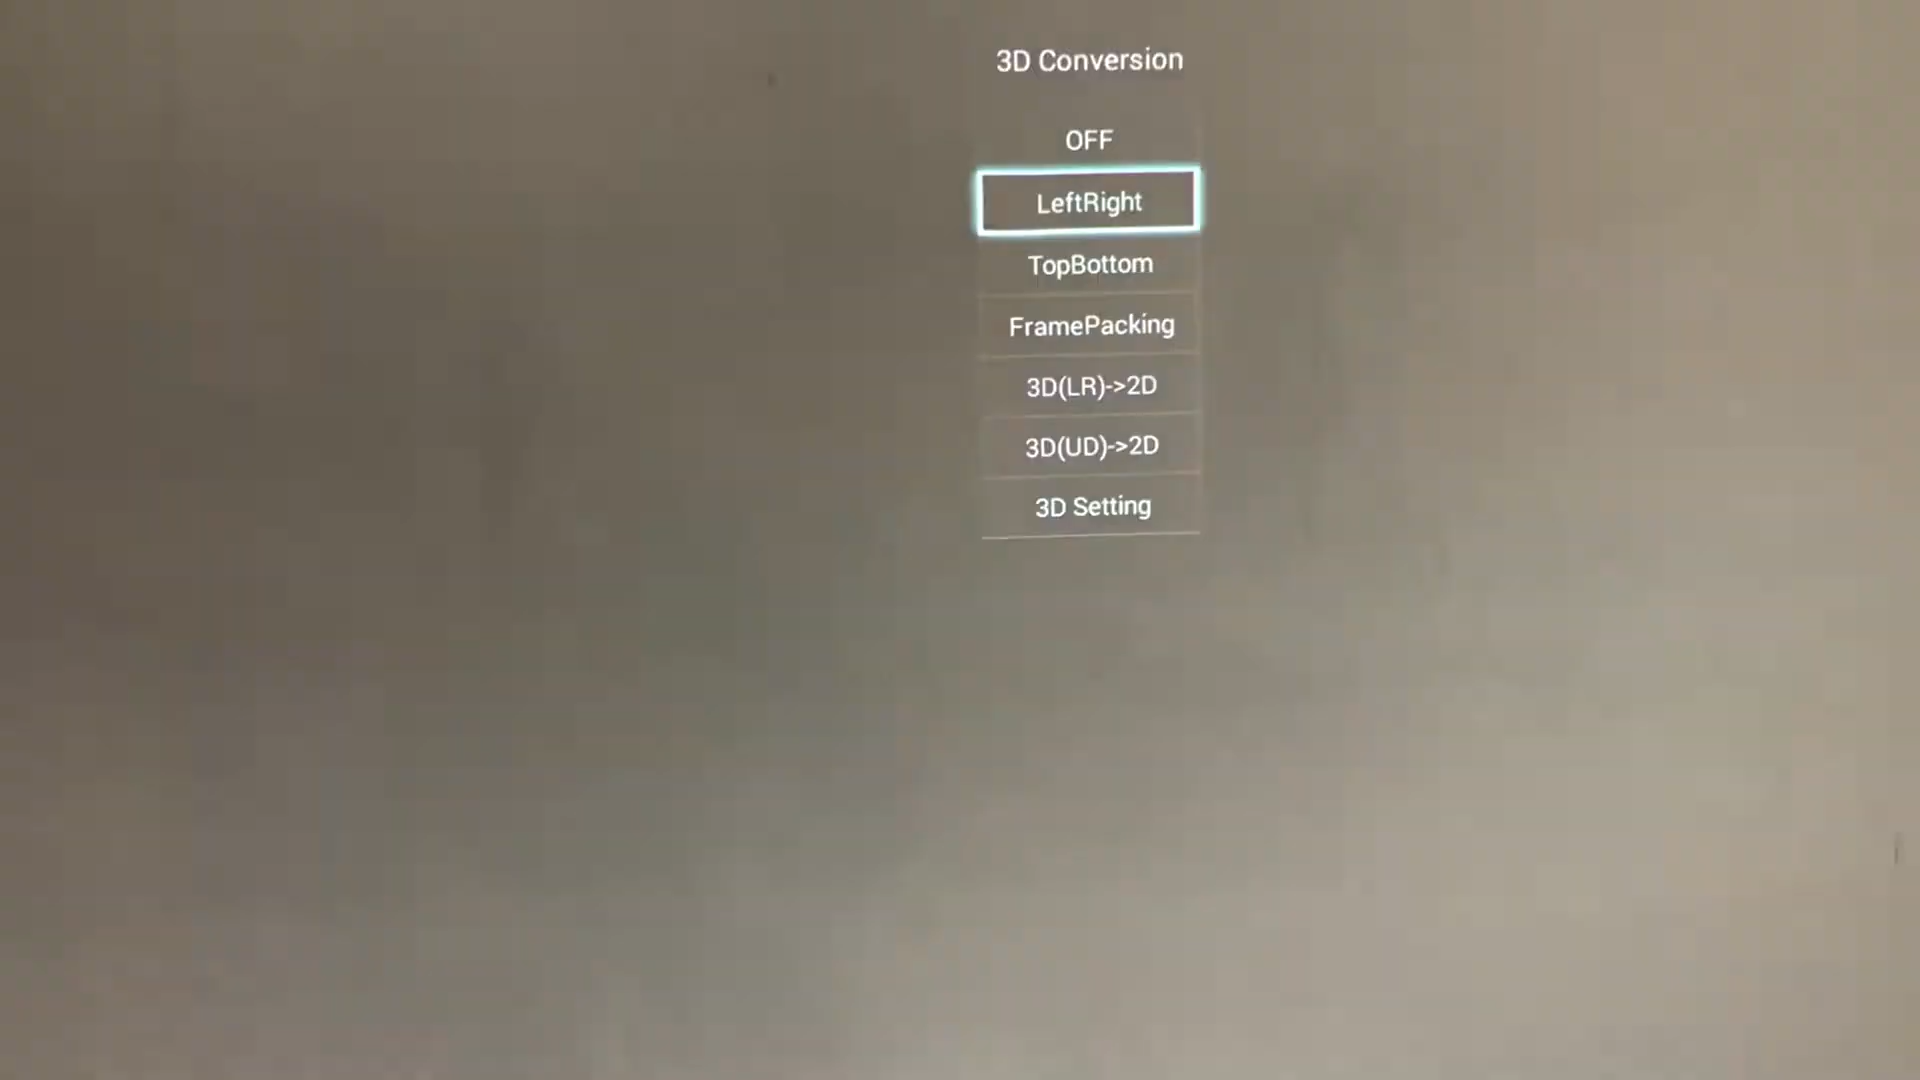 3D Conversion
OFF
LeftRight
TopBottom
FramePacking
3D(LR)->2D
3D(UD)->2D
3D Setting